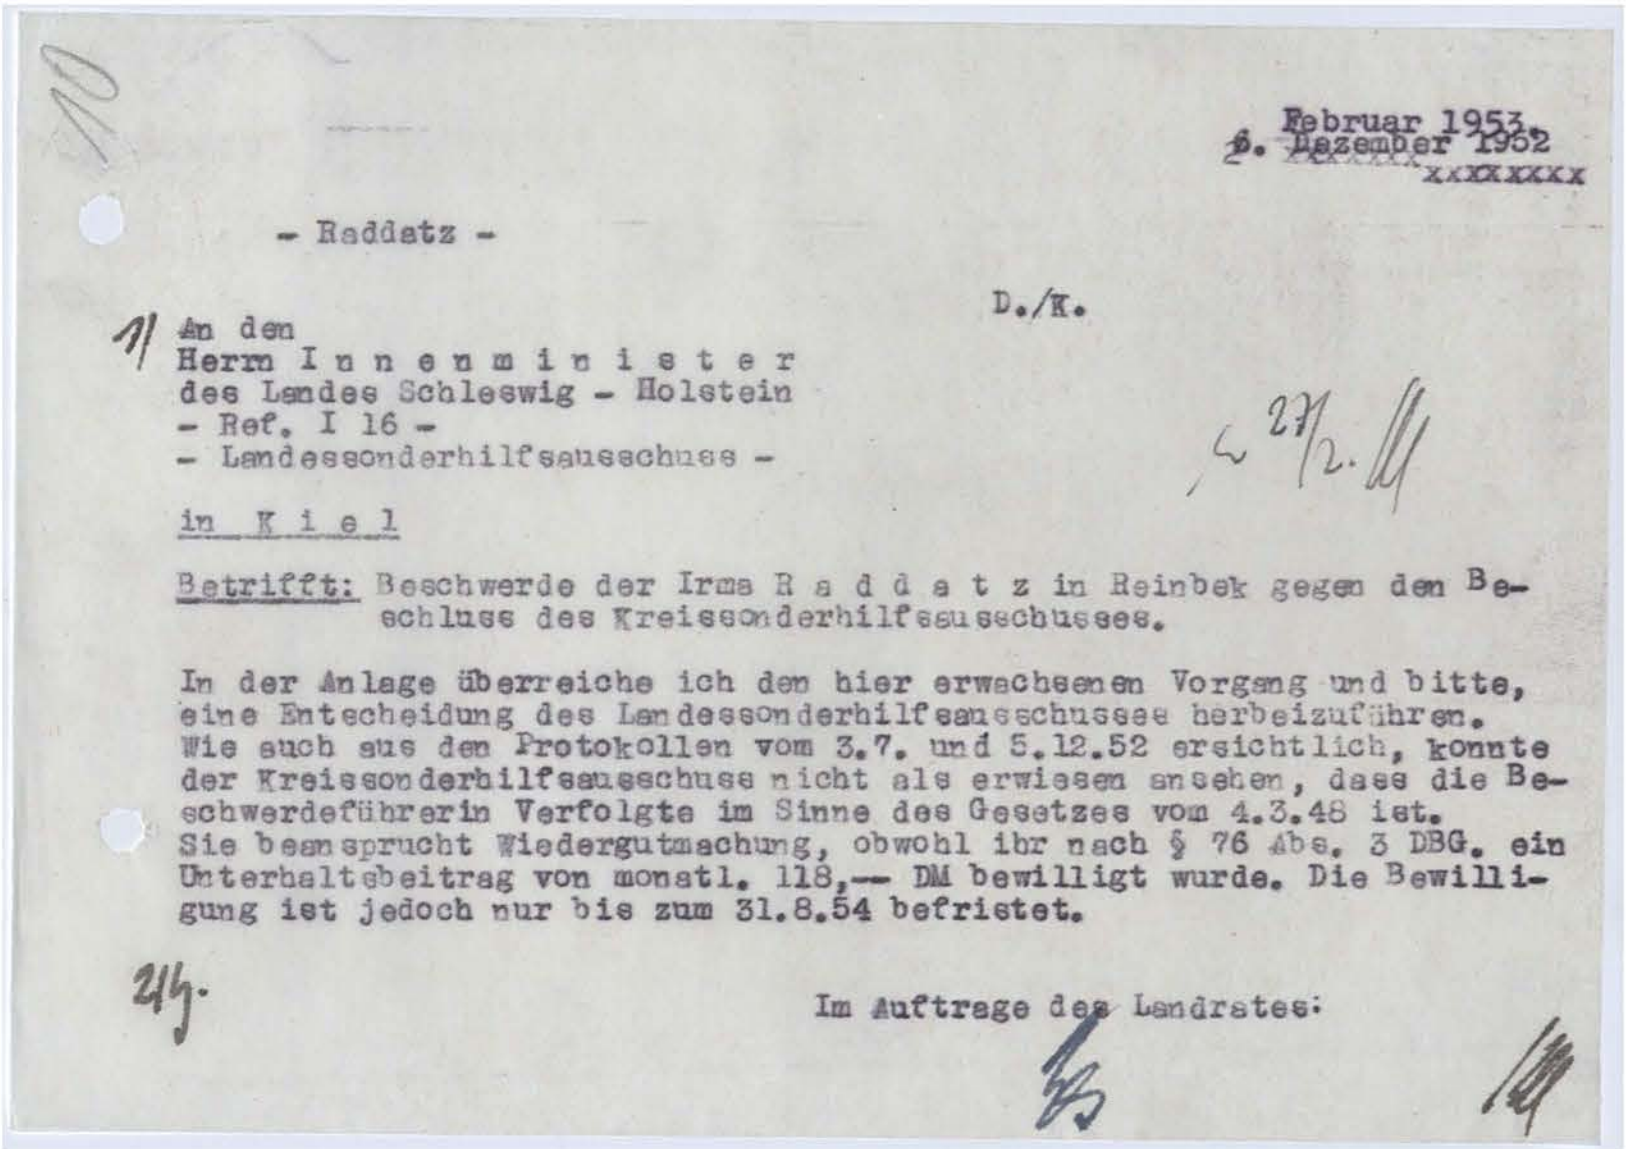 10
Februar 1953.
6. Dezember 1952
xxxxxxxx
- Raddatz -
D./K.
1/ An den
Herrn I n n e n m i n i s t e r
des Landes Schleswig - Holstein
- Ref. I 16 -
- Landessonderhilfsausschuss -
27/2.
in K i e l
Betrifft: Beschwerde der Irma R a d d a t z in Reinbek gegen den Be-
schluss des Kreissonderhilfsausschusses.
In der Anlage überreiche ich den hier erwachsenen Vorgang und bitte,
eine Entscheidung des Landessonderhilfsausschusses herbeizuführen.
Wie auch aus den Protokollen vom 3.7. und 5.12.52 ersichtlich, konnte
der Kreissonderhilfsausschuss nicht als erwiesen ansehen, dass die Be-
schwerdeführerin Verfolgte im Sinne des Gesetzes vom 4.3.48 ist.
Sie beansprucht Wiedergutmachung, obwohl ihr nach § 76 Abs. 3 DBG. ein
Unterhaltsbeitrag von monatl. 118,-- DM bewilligt wurde. Die Bewilli-
gung ist jedoch nur bis zum 31.8.54 befristet.
Im Auftrage des Landrates: